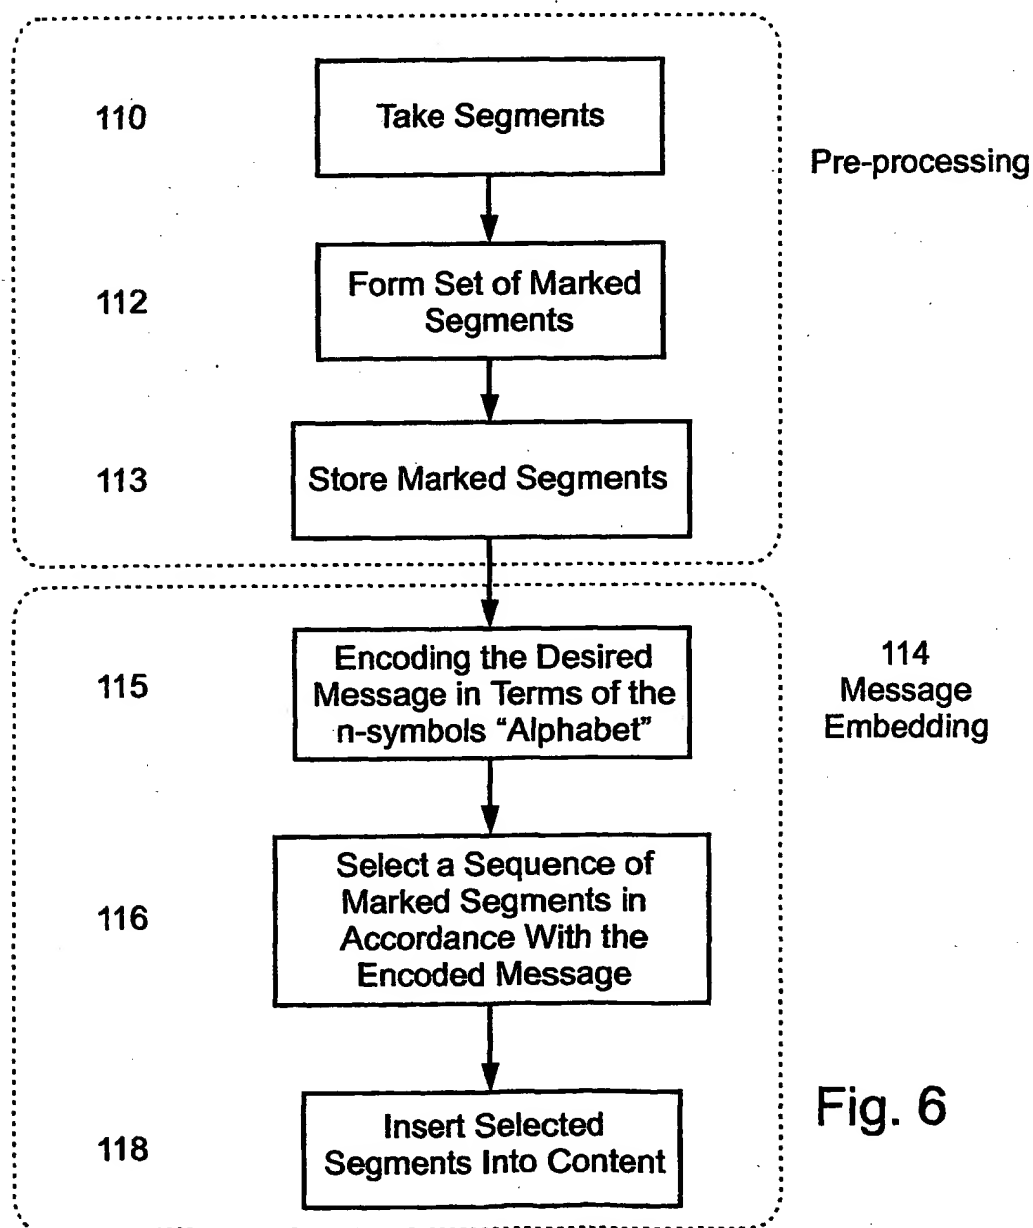 110
Take Segments
Pre-processing
112
Form Set of Marked
Segments
113
Store Marked Segments
115
Encoding the Desired
Message in Terms of the
n-symbols “Alphabet”
114
Message
Embedding
116
Select a Sequence of
Marked Segments in
Accordance With the
Encoded Message
118
Insert Selected
Segments Into Content
Fig. 6